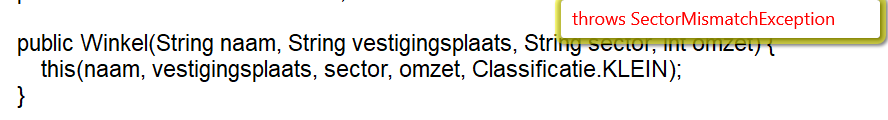 throws SectorMismatchException
public Winkel(String naam, String vestigingsplaats, String sector, int omzet) {
this(naam, vestigingsplaats, sector, omzet, Classificatie.KLEIN);
}